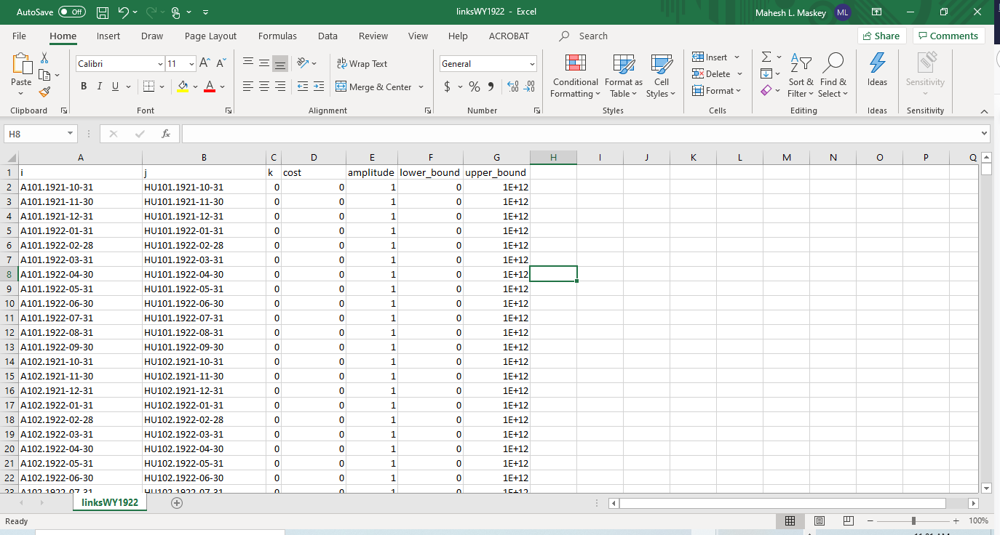 AutoSave Off linksWY1922 - Excel Mahesh L. Maskey ML
File Home Insert Draw Page Layout Formulas Data Review View Help ACROBAT Search Share Comments
Paste Calibri 11 A^ A B I U A ab Wrap Text Merge & Center General $ % 9 Conditional Formatting Format as Table Cell Styles Insert Delete Format Sort & Filter Find & Select Ideas Sensitivity
Clipboard Font Alignment Number Styles Cells Editing Ideas Sensitivity
H8 fx
A B C D E F G H I J K L M N O P Q
1 i j k cost amplitude lower_bound upper_bound
2 A101.1921-10-31 HU101.1921-10-31 0 0 1 0 1E+12
3 A101.1921-11-30 HU101.1921-11-30 0 0 1 0 1E+12
4 A101.1921-12-31 HU101.1921-12-31 0 0 1 0 1E+12
5 A101.1922-01-31 HU101.1922-01-31 0 0 1 0 1E+12
6 A101.1922-02-28 HU101.1922-02-28 0 0 1 0 1E+12
7 A101.1922-03-31 HU101.1922-03-31 0 0 1 0 1E+12
8 A101.1922-04-30 HU101.1922-04-30 0 0 1 0 1E+12
9 A101.1922-05-31 HU101.1922-05-31 0 0 1 0 1E+12
10 A101.1922-06-30 HU101.1922-06-30 0 0 1 0 1E+12
11 A101.1922-07-31 HU101.1922-07-31 0 0 1 0 1E+12
12 A101.1922-08-31 HU101.1922-08-31 0 0 1 0 1E+12
13 A101.1922-09-30 HU101.1922-09-30 0 0 1 0 1E+12
14 A102.1921-10-31 HU102.1921-10-31 0 0 1 0 1E+12
15 A102.1921-11-30 HU102.1921-11-30 0 0 1 0 1E+12
16 A102.1921-12-31 HU102.1921-12-31 0 0 1 0 1E+12
17 A102.1922-01-31 HU102.1922-01-31 0 0 1 0 1E+12
18 A102.1922-02-28 HU102.1922-02-28 0 0 1 0 1E+12
19 A102.1922-03-31 HU102.1922-03-31 0 0 1 0 1E+12
20 A102.1922-04-30 HU102.1922-04-30 0 0 1 0 1E+12
21 A102.1922-05-31 HU102.1922-05-31 0 0 1 0 1E+12
22 A102.1922-06-30 HU102.1922-06-30 0 0 1 0 1E+12
23 A102.1922-07-31 HU102.1922-07-31 0 0 1 0 1E+12
linksWY1922
Ready 100%